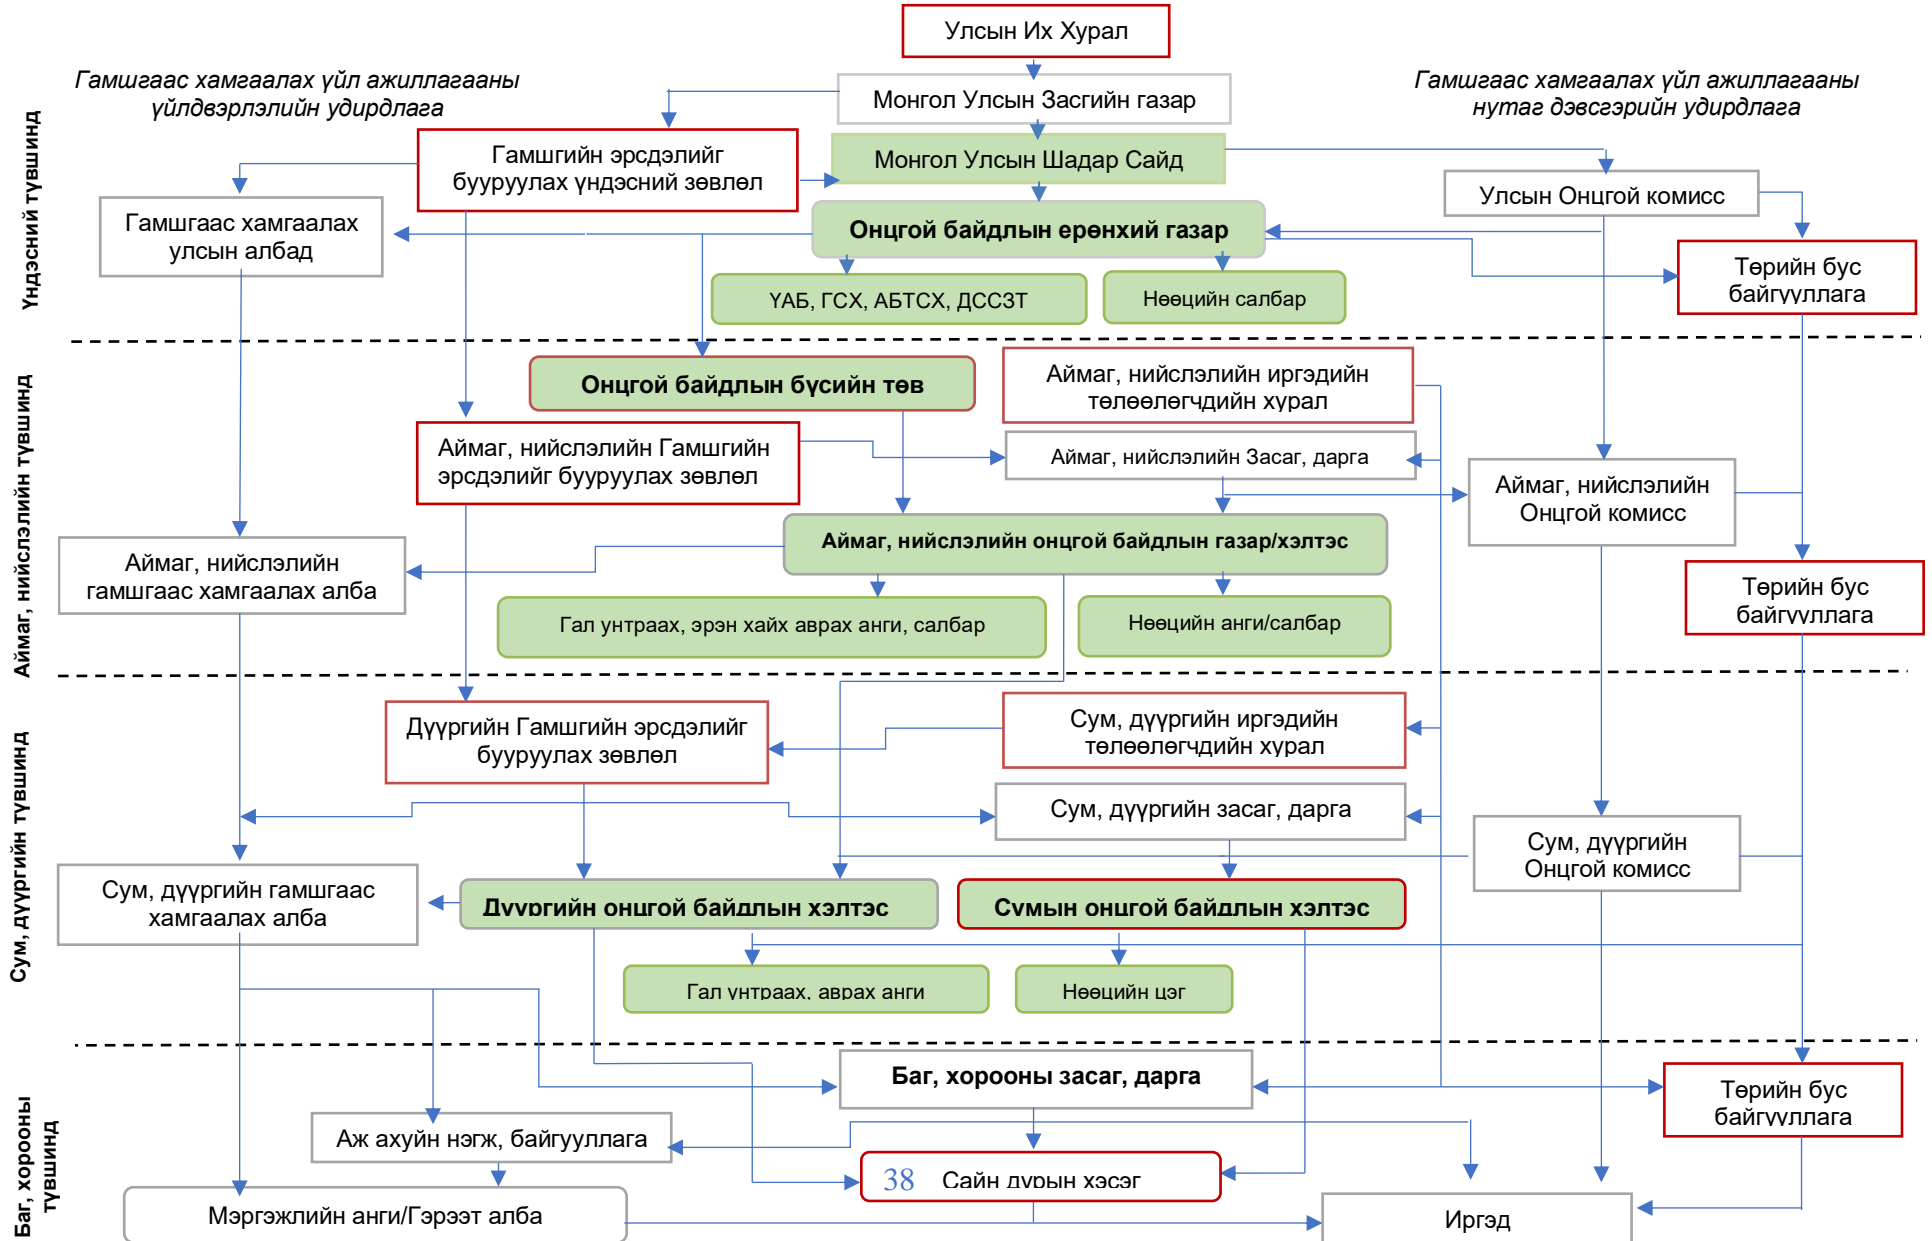 Улсын Их Хурал
Гамшгаас хамгаалах үйл ажиллагааны
үйлдвэрлэлийн удирдлага
Монгол Улсын Засгийн газар
Гамшгаас хамгаалах үйл ажиллагааны
нутаг дэвсгэрийн удирдлага
Үндэсний түвшинд
Гамшгийн эрсдэлийг
бууруулах үндэсний зөвлөл
Монгол Улсын Шадар Сайд
Улсын Онцгой комисс
Гамшгаас хамгаалах
улсын албад
Онцгой байдлын ерөнхий газар
Төрийн бус
байгууллага
ҮАБ, ГСХ, АБТСХ, ДССЗТ
Нөөцийн салбар
Аймаг, нийслэлийн түвшинд
Онцгой байдлын бүсийн төв
Аймаг, нийслэлийн иргэдийн
төлөөлөгчдийн хурал
Аймаг, нийслэлийн Гамшгийн
эрсдэлийг бууруулах зөвлөл
Аймаг, нийслэлийн Засаг, дарга
Аймаг, нийслэлийн
Онцгой комисс
Аймаг, нийслэлийн онцгой байдлын газар/хэлтэс
Аймаг, нийслэлийн
гамшгаас хамгаалах алба
Төрийн бус
байгууллага
Гал унтраах, эрэн хайх аврах анги, салбар
Нөөцийн анги/салбар
Сум, дүүргийн түвшинд
Дүүргийн Гамшгийн эрсдэлийг
бууруулах зөвлөл
Сум, дүүргийн иргэдийн
төлөөлөгчдийн хурал
Сум, дүүргийн засаг, дарга
Сум, дүүргийн
Онцгой комисс
Сум, дүүргийн гамшгаас
хамгаалах алба
Дүүргийн онцгой байдлын хэлтэс
Сумын онцгой байдлын хэлтэс
Гал унтраах, аврах анги
Нөөцийн цэг
Баг, хорооны
түвшинд
Баг, хорооны засаг, дарга
Төрийн бус
байгууллага
Аж ахуйн нэгж, байгууллага
38 Сайн дурын хэсэг
Мэргэжлийн анги/Гэрээт алба
Иргэд